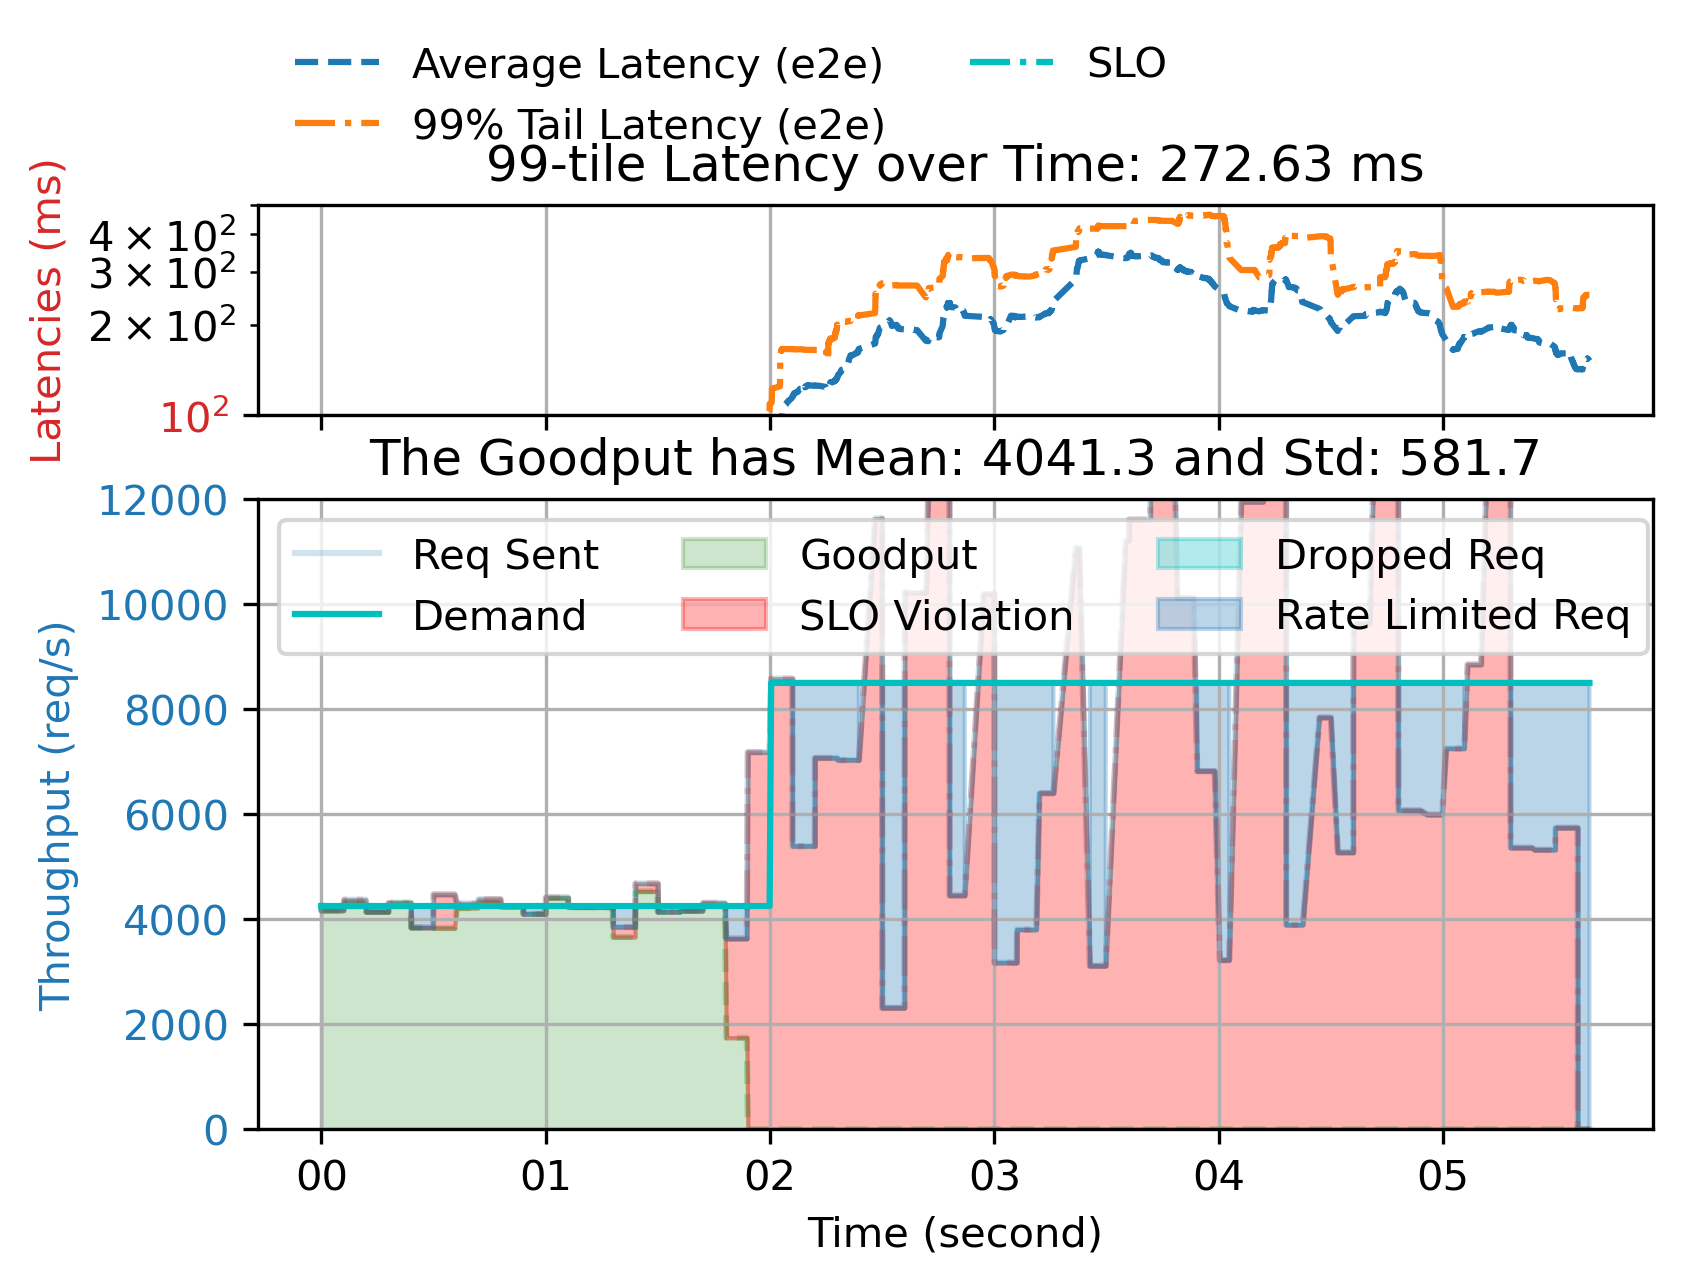 Average Latency (e2e) SLO
99% Tail Latency (e2e)
99-tile Latency over Time: 272.63 ms
Latencies (ms)
4 × 10²
3 × 10²
2 × 10²
10²
The Goodput has Mean: 4041.3 and Std: 581.7
Throughput (req/s)
12000
10000
8000
6000
4000
2000
0
Req Sent Goodput Dropped Req
Demand SLO Violation Rate Limited Req
00 01 02 03 04 05
Time (second)